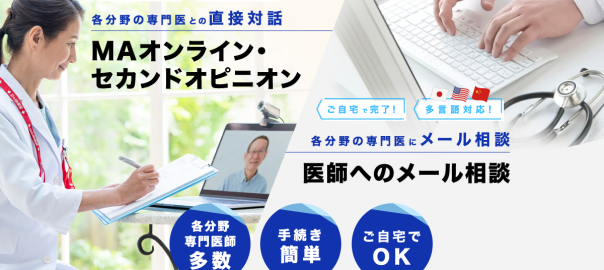 各分野の専門医との直接対話
MAオンライン・
セカンドオピニオン
ご自宅で完了!
多言語対応!
各分野の専門医にメール相談
医師へのメール相談
各分野
専門医師
多数
手続き
簡単
ご自宅で
OK